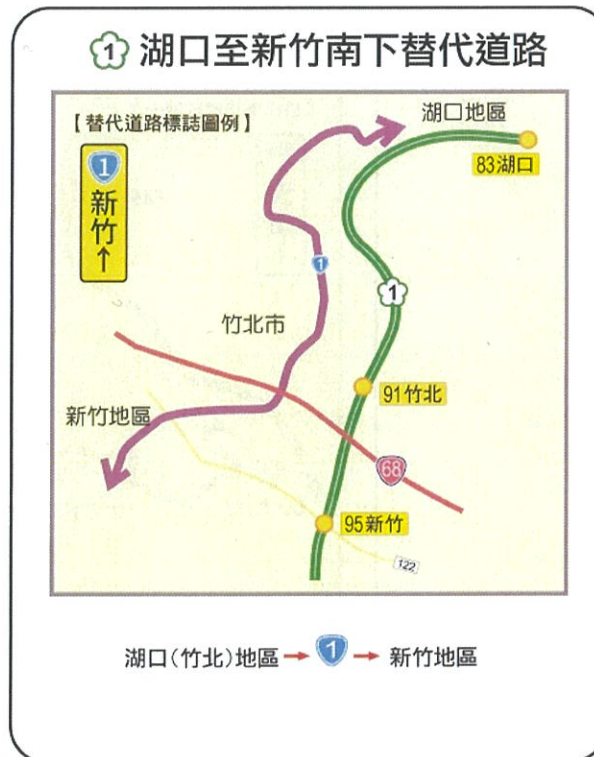 1 湖口至新竹南下替代道路
【替代道路標誌圖例】
1
新竹↑
湖口地區
83湖口
1
1
竹北市
91竹北
新竹地區
68
95新竹
122
湖口(竹北)地區→1→新竹地區